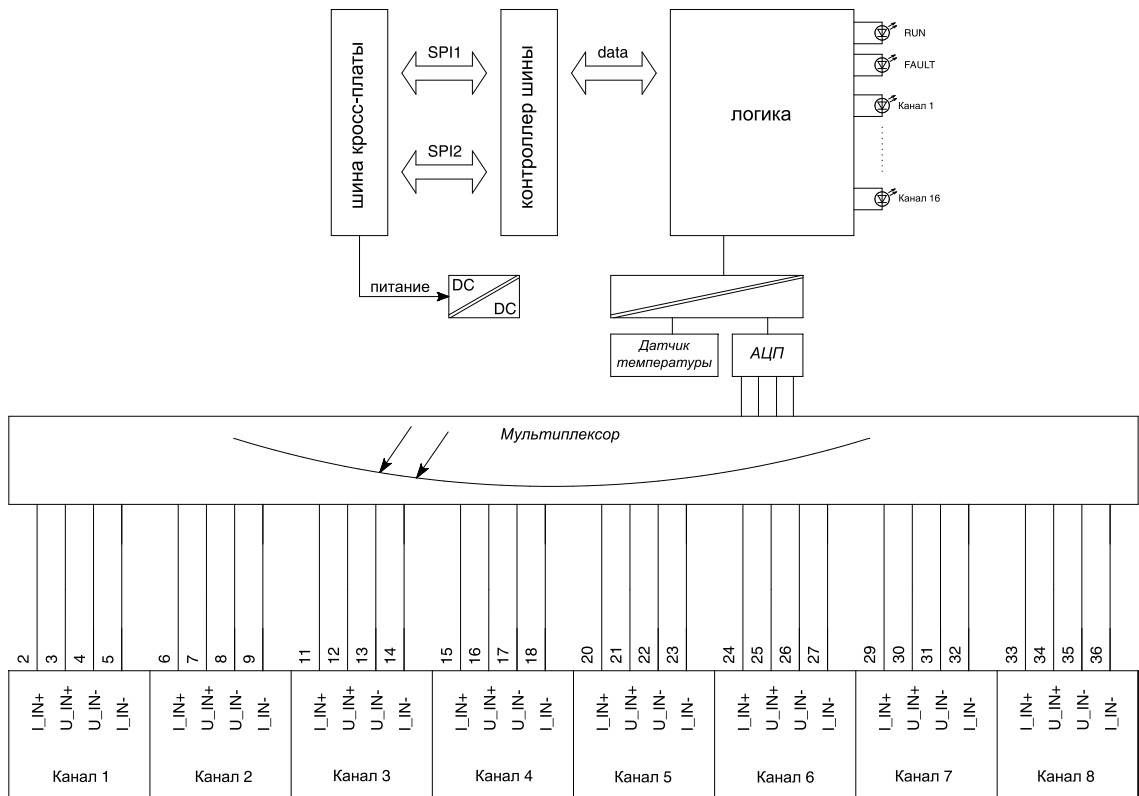 шина кросс-платы
SPI1
SPI2
контроллер шины
data
логика
RUN
FAULT
Канал 1
Канал 16
питание
DC
DC
Датчик
температуры
АЦП
Мультиплексор
2 3 4 5 6 7 8 9 11 12 13 14 15 16 17 18 20 21 22 23 24 25 26 27 29 30 31 32 33 34 35 36
I_IN+ U_IN+ U_IN- I_IN- I_IN+ U_IN+ U_IN- I_IN- I_IN+ U_IN+ U_IN- I_IN- I_IN+ U_IN+ U_IN- I_IN- I_IN+ U_IN+ U_IN- I_IN- I_IN+ U_IN+ U_IN- I_IN- I_IN+ U_IN+ U_IN- I_IN- I_IN+ U_IN+ U_IN- I_IN-
Канал 1 Канал 2 Канал 3 Канал 4 Канал 5 Канал 6 Канал 7 Канал 8